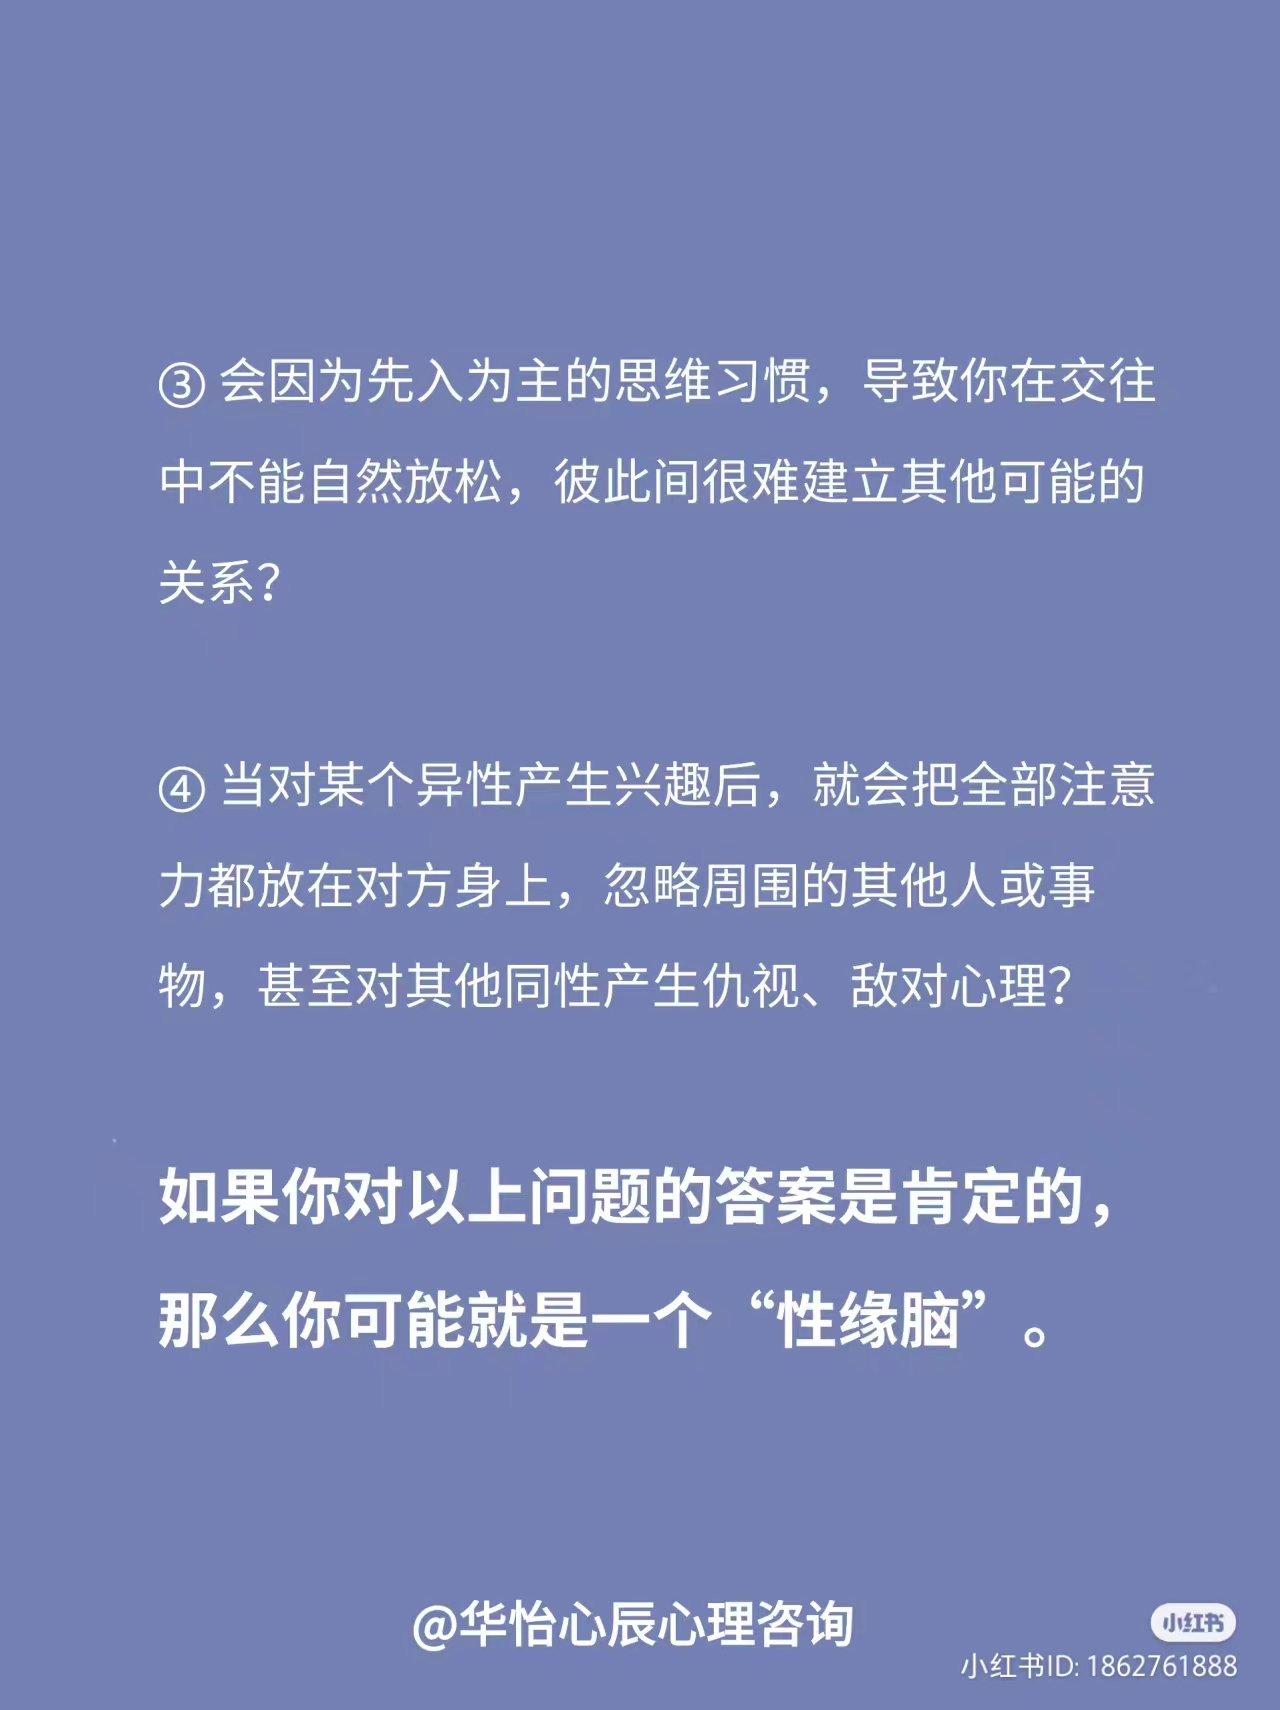 ③ 会因为先入为主的思维习惯，导致你在交往
中不能自然放松，彼此间很难建立其他可能的
关系？
④ 当对某个异性产生兴趣后，就会把全部注意
力都放在对方身上，忽略周围的其他人或事
物，甚至对其他同性产生仇视、敌对心理？
如果你对以上问题的答案是肯定的，
那么你可能就是一个“性缘脑”。
@华怡心辰心理咨询
小红书
小红书ID: 1862761888